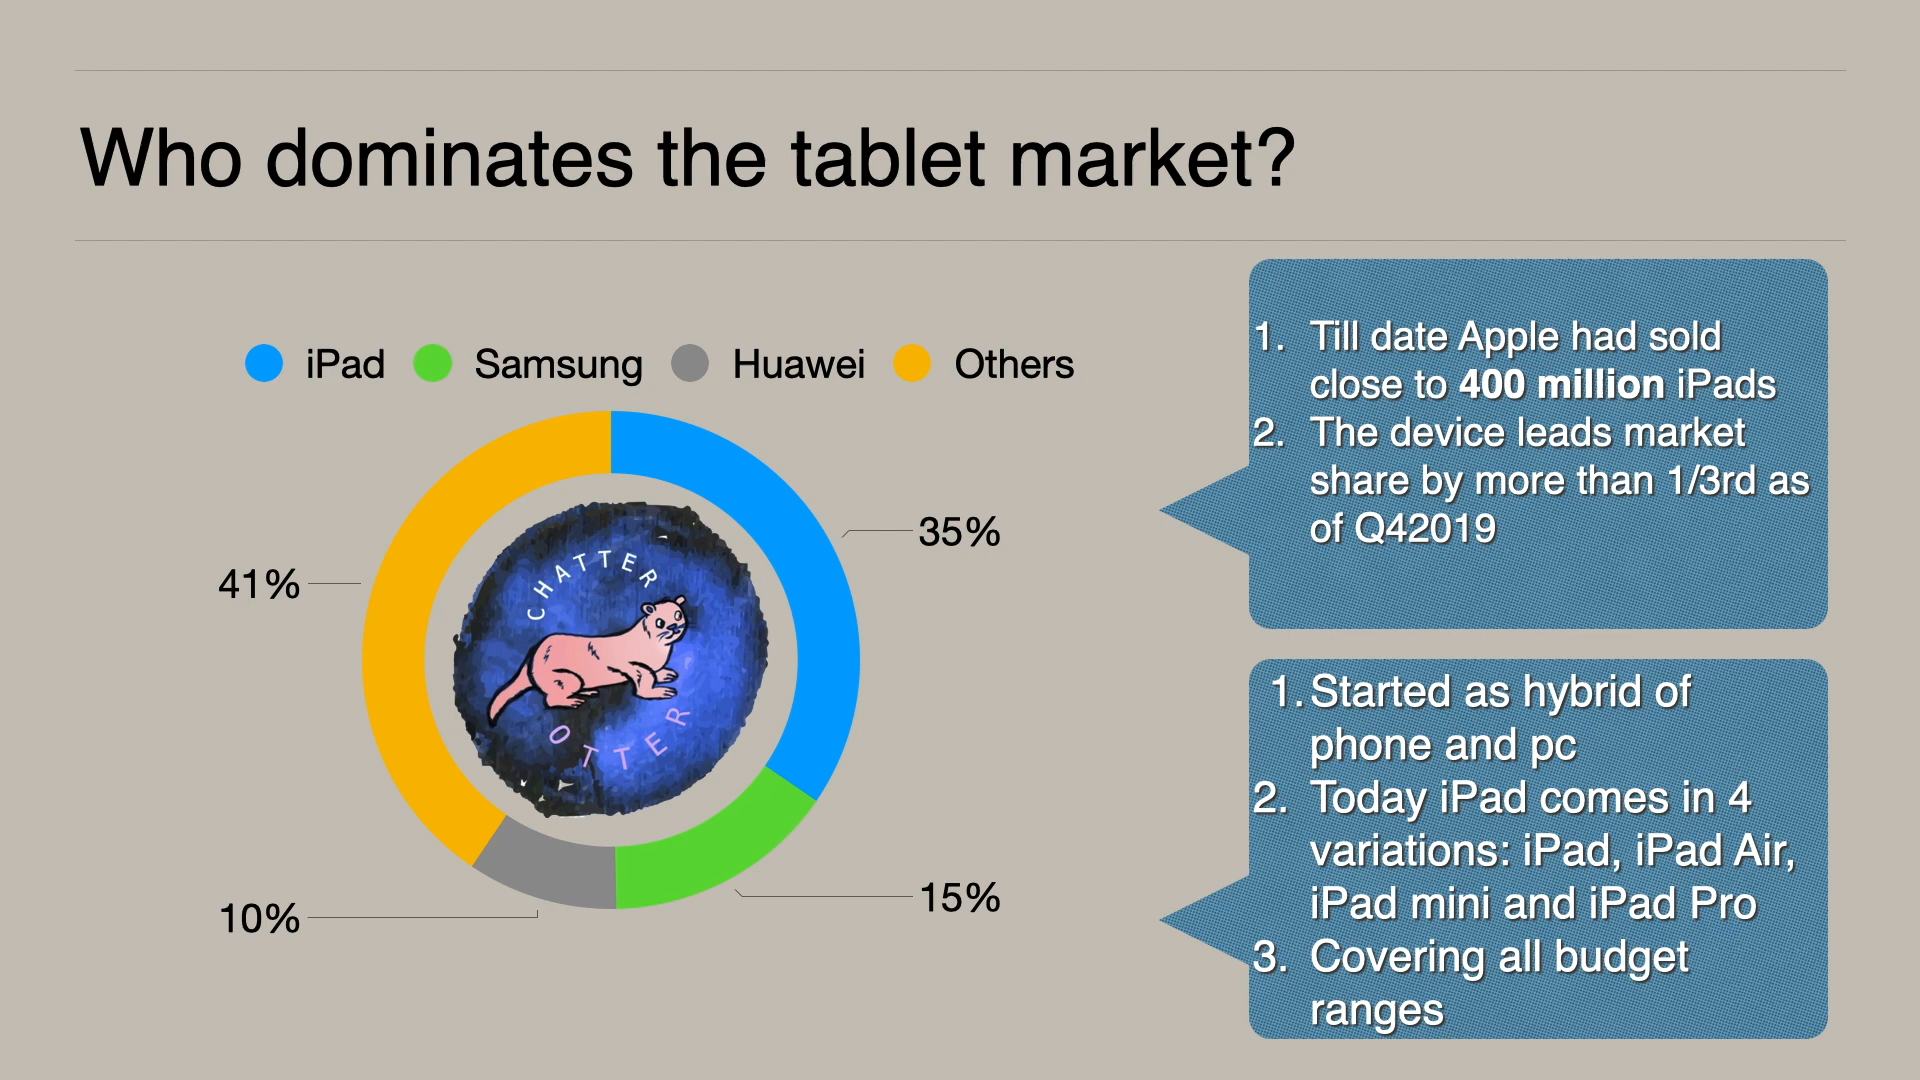 Who dominates the tablet market?
iPad Samsung Huawei Others
35%
41%
15%
10%
CHATTER
OTTER
1. Till date Apple had sold
close to 400 million iPads
2. The device leads market
share by more than 1/3rd as
of Q42019
1. Started as hybrid of
phone and pc
2. Today iPad comes in 4
variations: iPad, iPad Air,
iPad mini and iPad Pro
3. Covering all budget
ranges